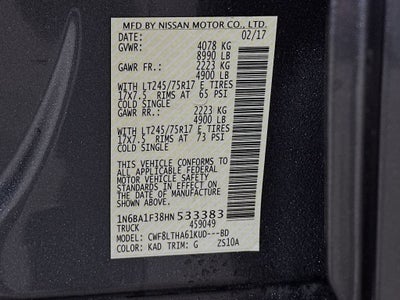 MFD BY NISSAN MOTOR CO., LTD.
DATE: 02/17
GVWR: 4078 KG
8990 LB
GAWR FR.: 2223 KG
4900 LB
WITH LT245/75R17 E TIRES
17x7.5 RIMS AT 65 PSI
COLD SINGLE
GAWR RR.: 2223 KG
4900 LB
WITH LT245/75R17 E TIRES
17x7.5 RIMS AT 73 PSI
COLD SINGLE
THIS VEHICLE CONFORMS TO
ALL APPLICABLE FEDERAL
MOTOR VEHICLE SAFETY
STANDARDS IN EFFECT ON
THE DATE OF MANUFACTURE
SHOWN ABOVE
1N6BA1F38HN533383
TRUCK 459049
MODEL: CWF8LTHA61KUD---BD
COLOR: KAD TRIM: G ZS10A